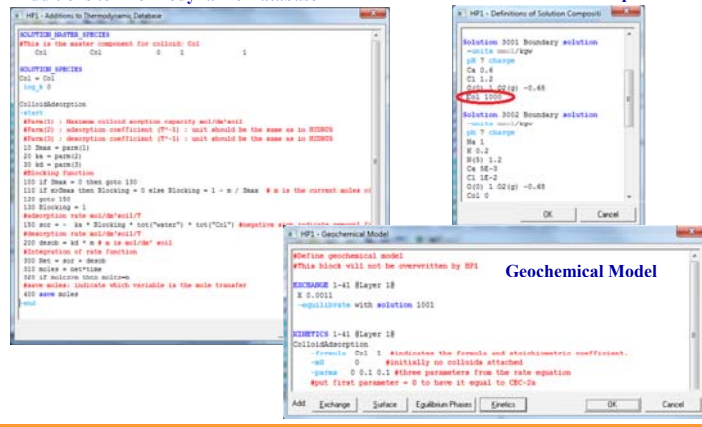 HP1 - Additions to Thermodynamic Database
SOLUTION_MASTER_SPECIES
#This is the master component for colloid: Col
Col Col 0 1 1
SOLUTION_SPECIES
Col = Col
log_k 0
ColloidAdsorption
-start
#Parm(1) : Maximum colloid sorption capacity mol/dm³soil
#Parm(2) : adsorption coefficient (T^-1) : unit should be the same as in HYDRUS
#Parm(3) : desorption coefficient (T^-1) : unit should be the same as in HYDRUS
10 Smax = parm(1)
20 ka = parm(2)
30 kd = parm(3)
#Blocking function
100 if Smax = 0 then goto 130
110 if m>Smax then Blocking = 0 else Blocking = 1 - m / Smax # m is the current moles of
120 goto 150
130 Blocking = 1
#adsorption rate mol/dm³soil/T
150 sor = - ka * Blocking * tot("water") * tot("Col") #negative sign indicate removal
#desorption rate mol/dm³soil/T
200 desob = kd * m # m is mol/dm³ soil
#Integration of rate function
300 Net = sor + desob
310 moles = net*time
320 if moles>m then moles=m
#save moles: indicate which variable is the mole transfer
400 save moles
-end
HP1 - Definitions of Solution Compositi
Solution 3001 Boundary solution
-units mmol/kgw
pH 7 charge
Ca 0.6
Cl 1.2
O(0) 1 O2(g) -0.68
Col 1000
Solution 3002 Boundary solution
-units mmol/kgw
pH 7 charge
Na 1
K 0.2
N(5) 1.2
Ca 5E-3
Cl 1E-2
O(0) 1 O2(g) -0.68
Col 0
OK Cancel
HP1 - Geochemical Model
#Define geochemical model
#This block will not be overwritten by HP1
Geochemical Model
EXCHANGE 1-41 @Layer 1@
X 0.0011
-equilibrate with solution 1001
KINETICS 1-41 @Layer 1@
ColloidAdsorption
-formula Col 1 #indicates the formula and stoichiometric coefficient.
-m0 0 #initially no colloids attached
-parms 0 0.1 0.1 #three parameters from the rate equation
#put first parameter = 0 to have it equal to CEC-2a
Add: Exchange Surface Equilibrium Phases Kinetics OK Cancel